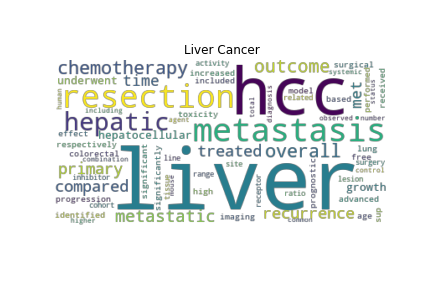 Liver Cancer
chemotherapy
activity
outcome
surgical
systemic
underwent
time
increased
included
met
performed
status
received
human
resection
hcc
model
related
based
diagnosis
total
including
agent
toxicity
observed
number
hepatic
metastasis
effect
hepatocellular
respectively
colorectal
treated
overall
lung
free
combination
significant
significantly
line
site
primary
inhibitor
tissue
mouse
liver
prognostic
surgery
control
lesion
compared
range
receptor
ratio
growth
progression
high
advanced
cohort
identified
metastatic
imaging
recurrence
age
sup
higher
common